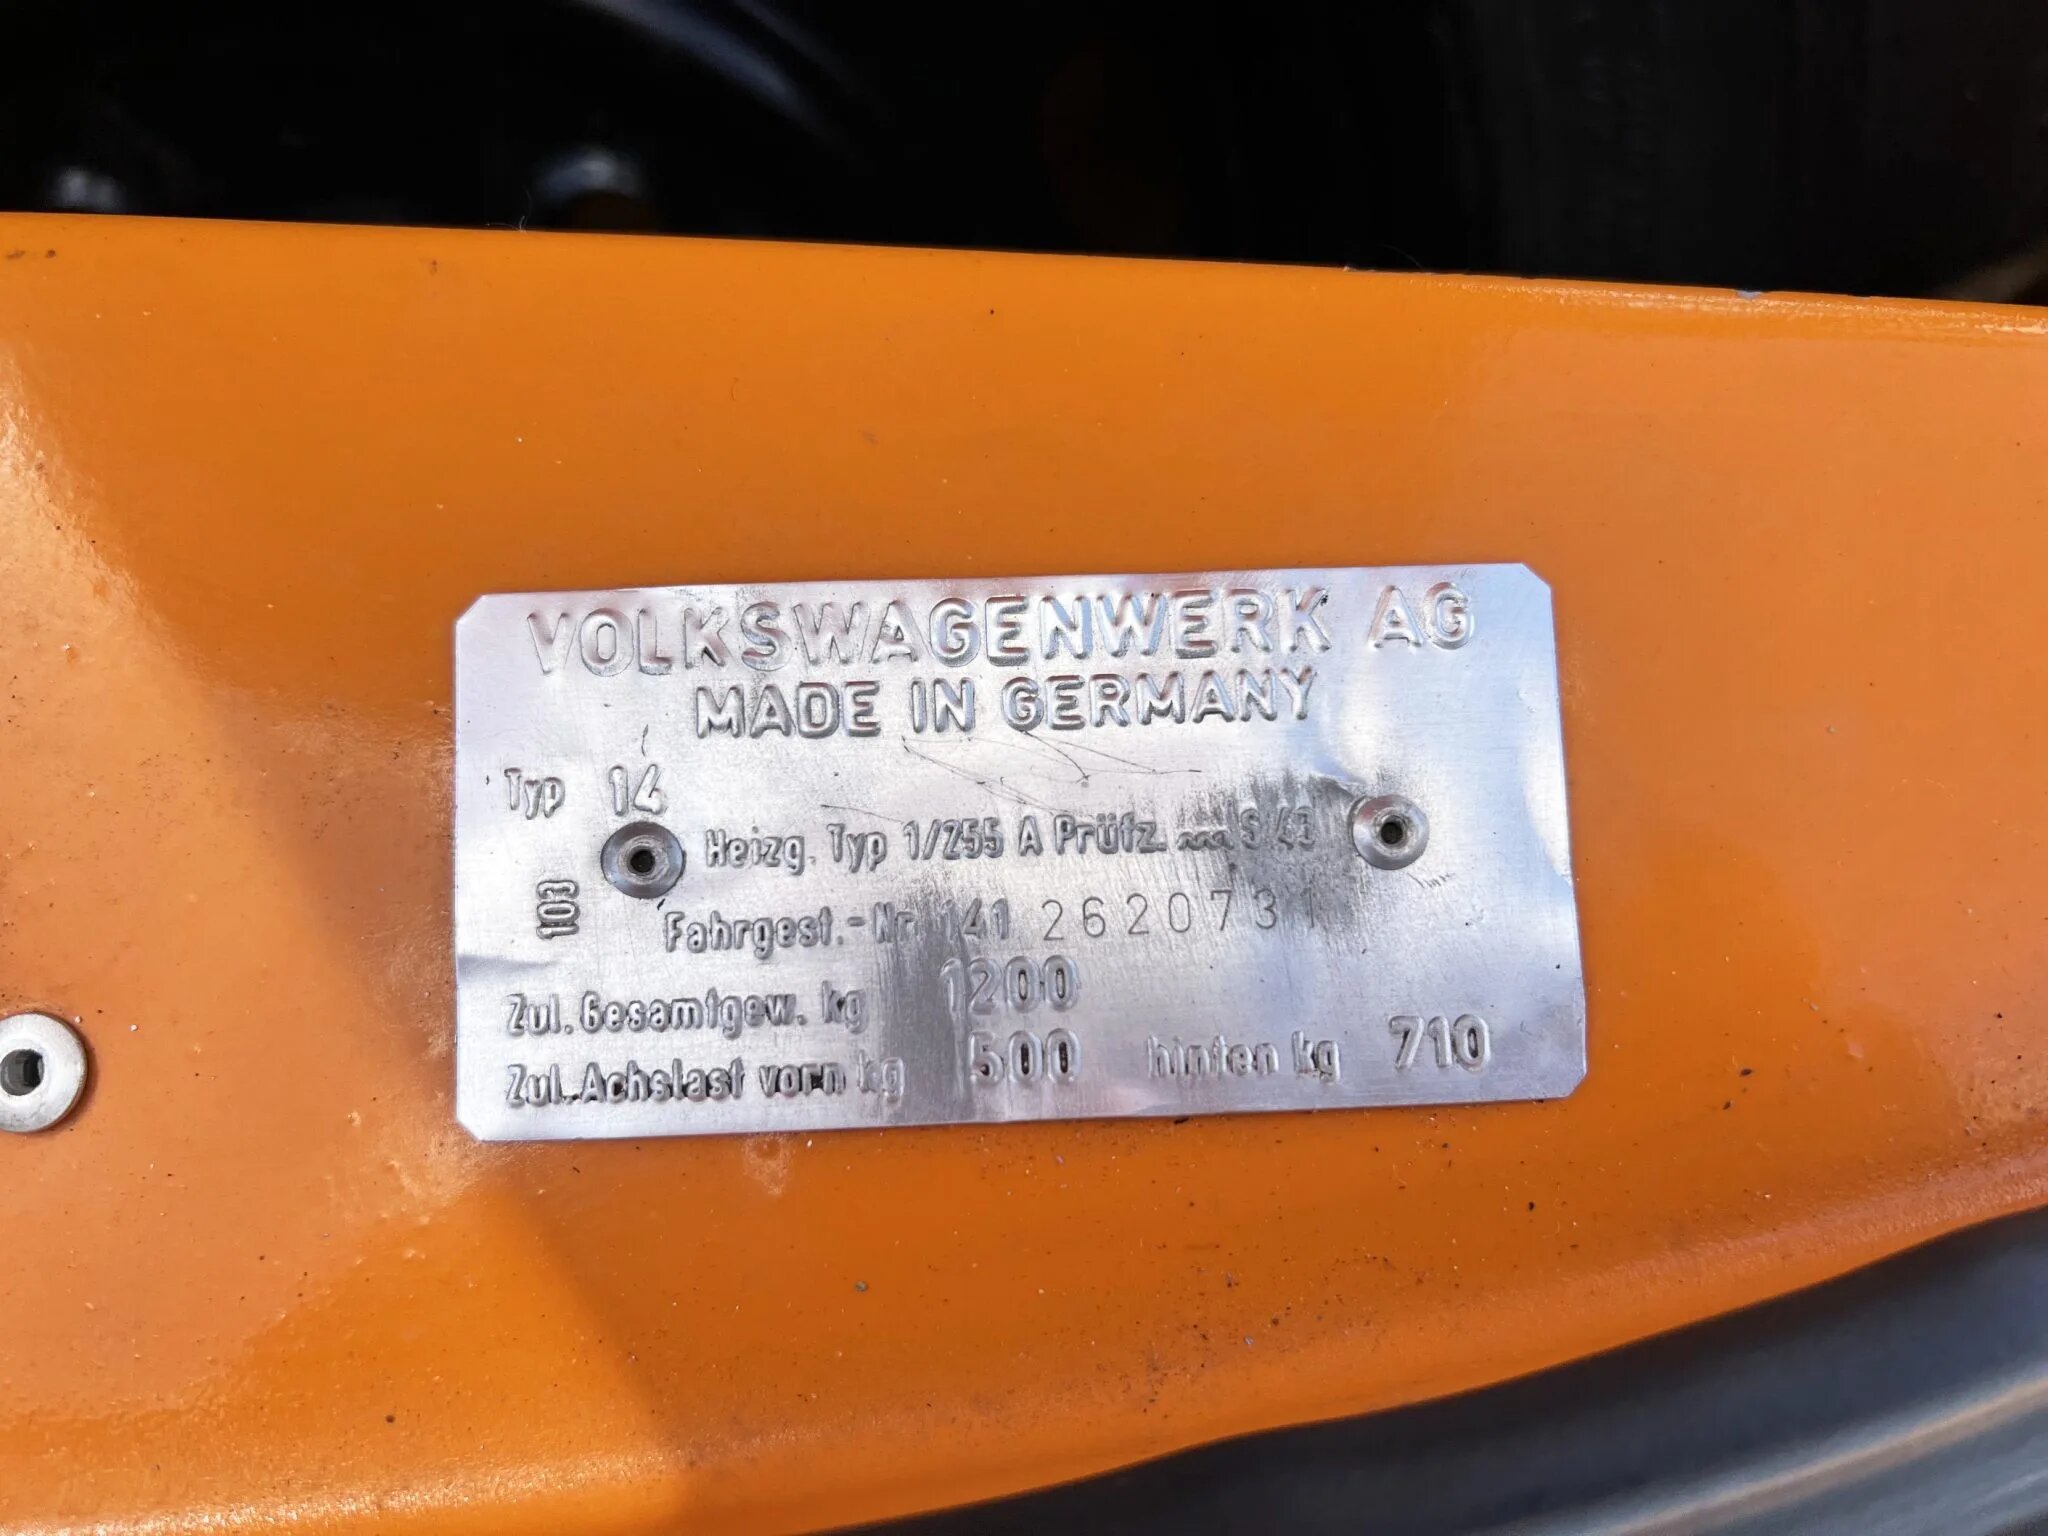 VOLKSWAGENWERK AG
MADE IN GERMANY
Typ 14
Heizg. Typ 1/255 A Prüfz. ~~~ S 43
103
Fahrgest.-Nr. 141 2620731
Zul. Gesamtgew. kg 1200
Zul. Achslast vorn kg 500 hinten kg 710